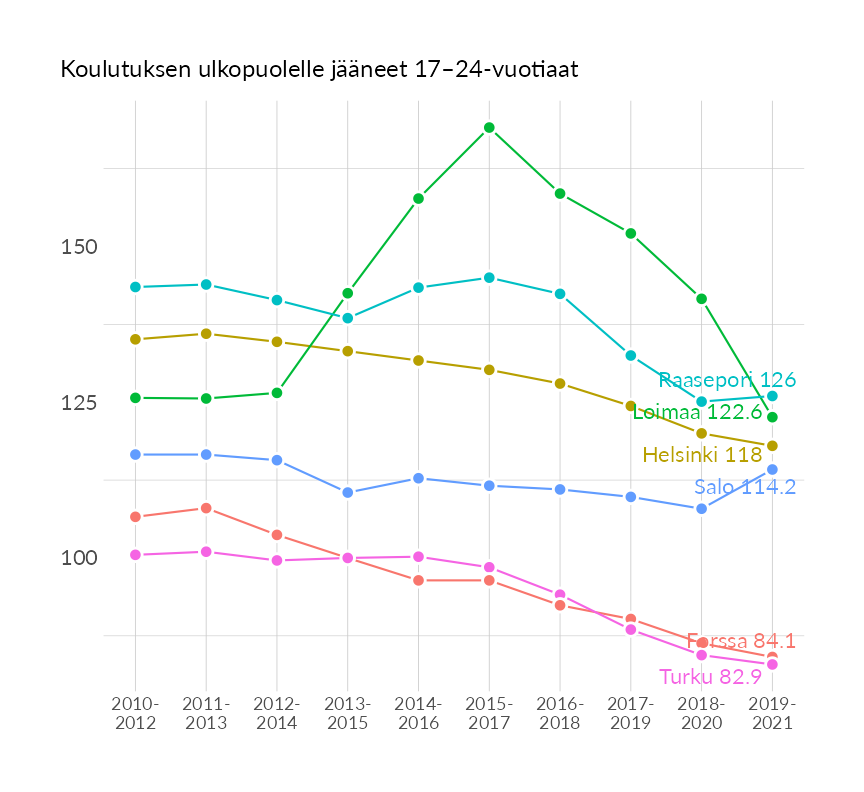 Koulutuksen ulkopuolelle jääneet 17–24-vuotiaat
150
125
100
Raasepori 126
Loimaa 122.6
Helsinki 118
Salo 114.2
Forssa 84.1
Turku 82.9
2010- 2011- 2012- 2013- 2014- 2015- 2016- 2017- 2018- 2019-
2012 2013 2014 2015 2016 2017 2018 2019 2020 2021